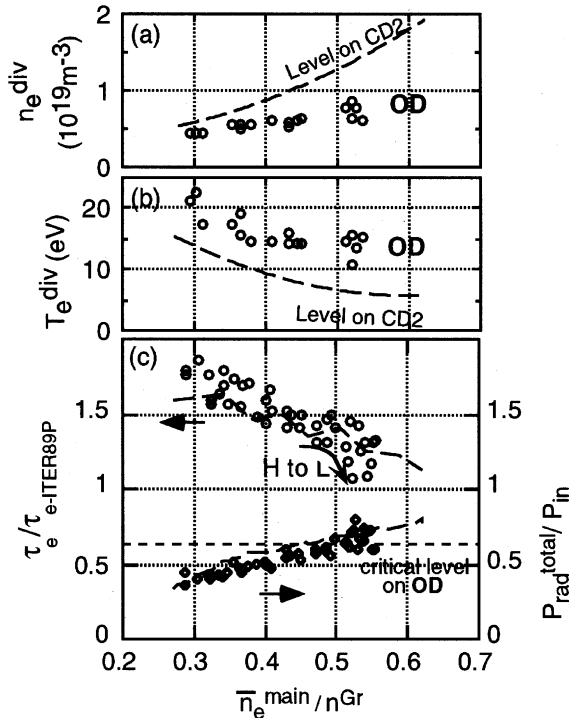 (a)
2
1
0
n_e^div
(10^19m-3)
Level on CD2
OD
(b)
20
15
10
5
T_e^div (eV)
OD
Level on CD2
(c)
1.5
1
0.5
0
τ_e/τ_e-ITER89P
H to L
critical level
on OD
1.5
1
0.5
0
P_rad^total/P_in
0.2 0.3 0.4 0.5 0.6 0.7
n̅_e^main/n^Gr